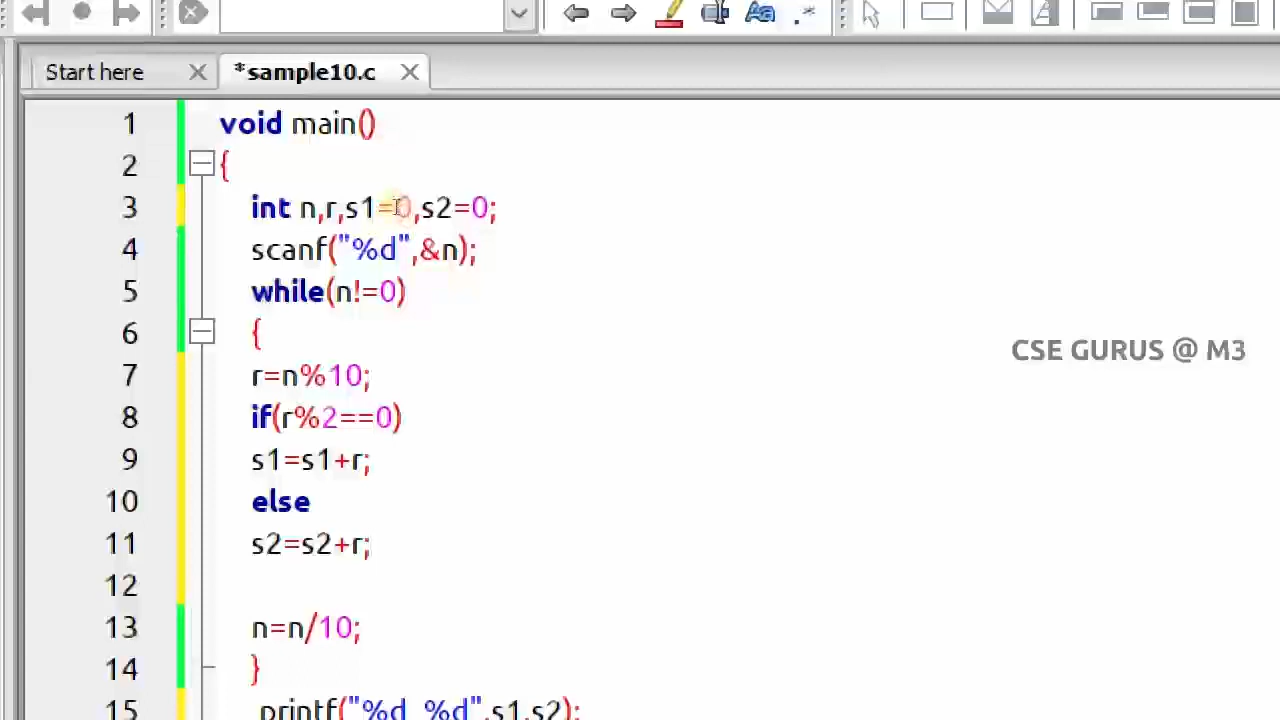 Start here
*sample10.c
1 void main()
2 {
3 int n,r,s1=0,s2=0;
4 scanf("%d",&n);
5 while(n!=0)
6 {
7 r=n%10;
8 if(r%2==0)
9 s1=s1+r;
10 else
11 s2=s2+r;
12
13 n=n/10;
14 }
15 printf("%d %d",s1,s2);
CSE GURUS @ M3